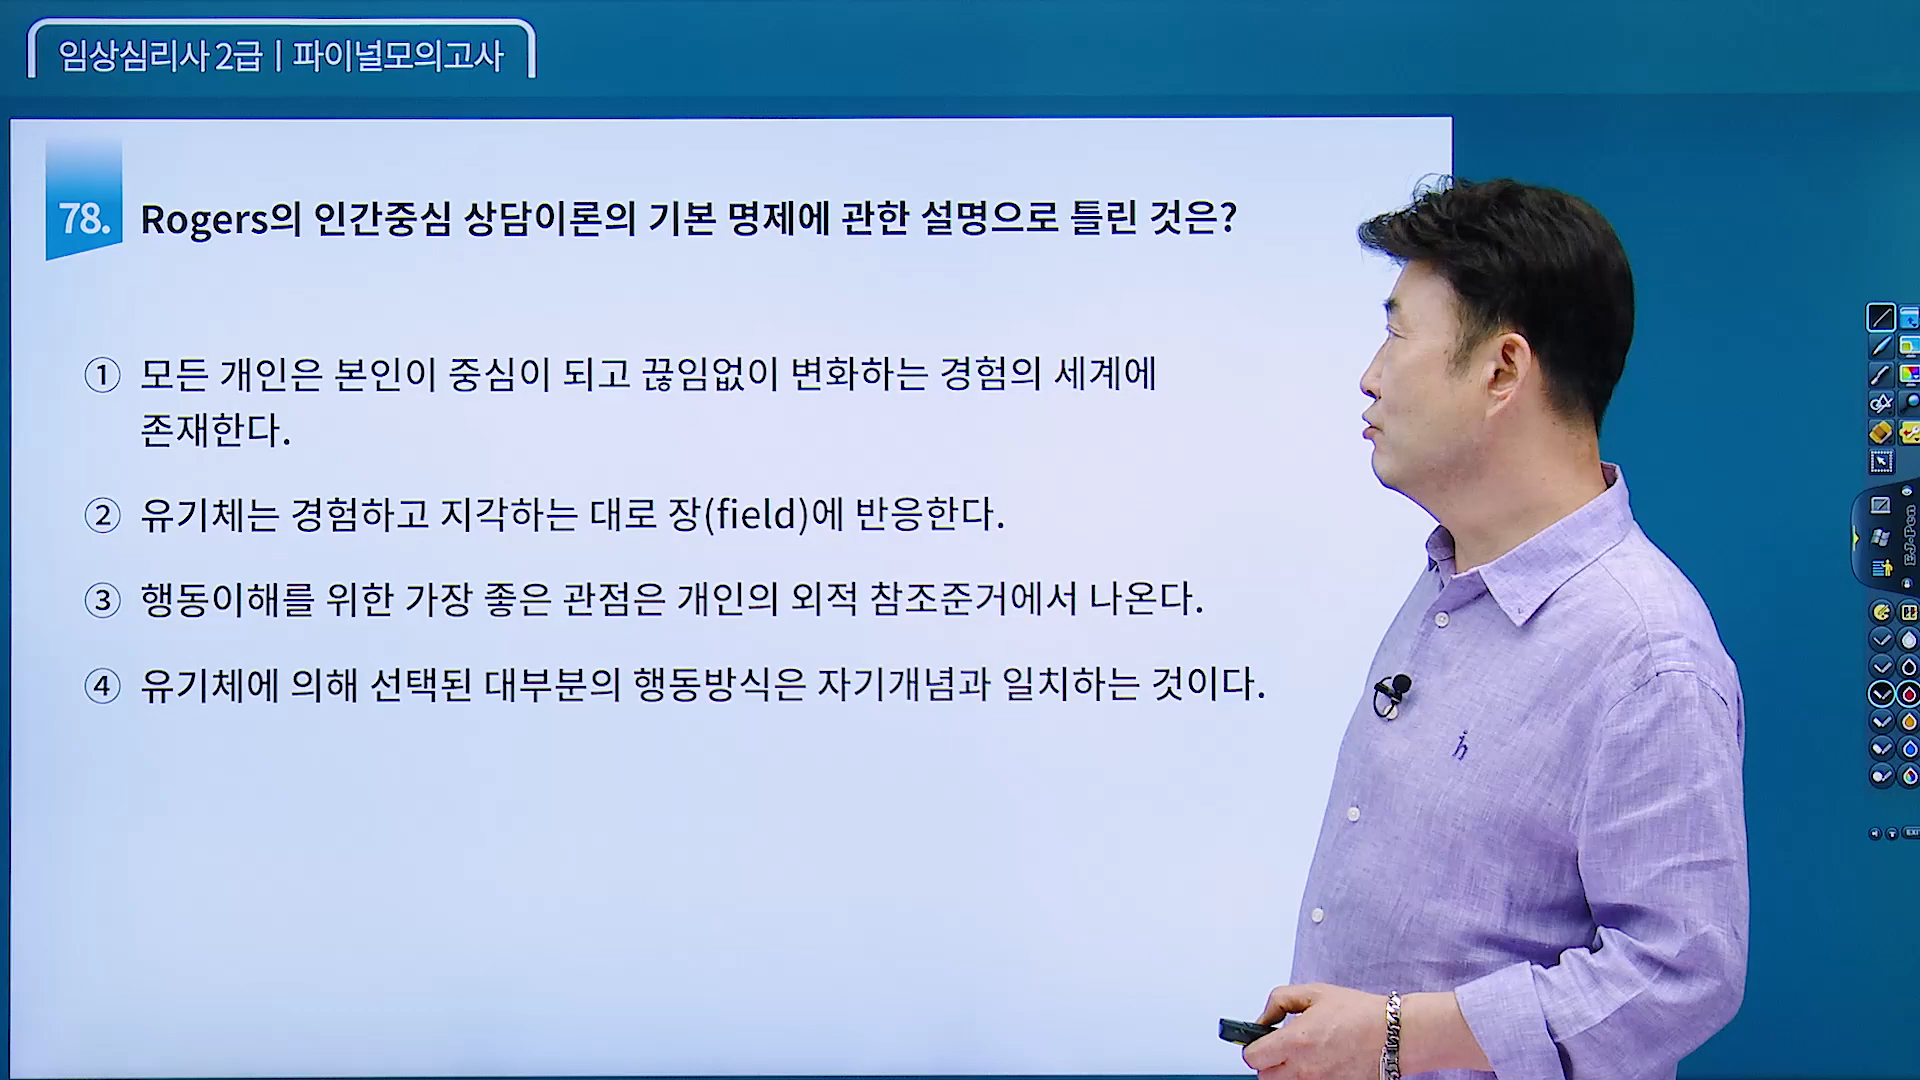 임상심리사 2급 | 파이널모의고사
78. Rogers의 인간중심 상담이론의 기본 명제에 관한 설명으로 틀린 것은?
① 모든 개인은 본인이 중심이 되고 끊임없이 변화하는 경험의 세계에
존재한다.
② 유기체는 경험하고 지각하는 대로 장(field)에 반응한다.
③ 행동이해를 위한 가장 좋은 관점은 개인의 외적 참조준거에서 나온다.
④ 유기체에 의해 선택된 대부분의 행동방식은 자기개념과 일치하는 것이다.
EJ-Pen